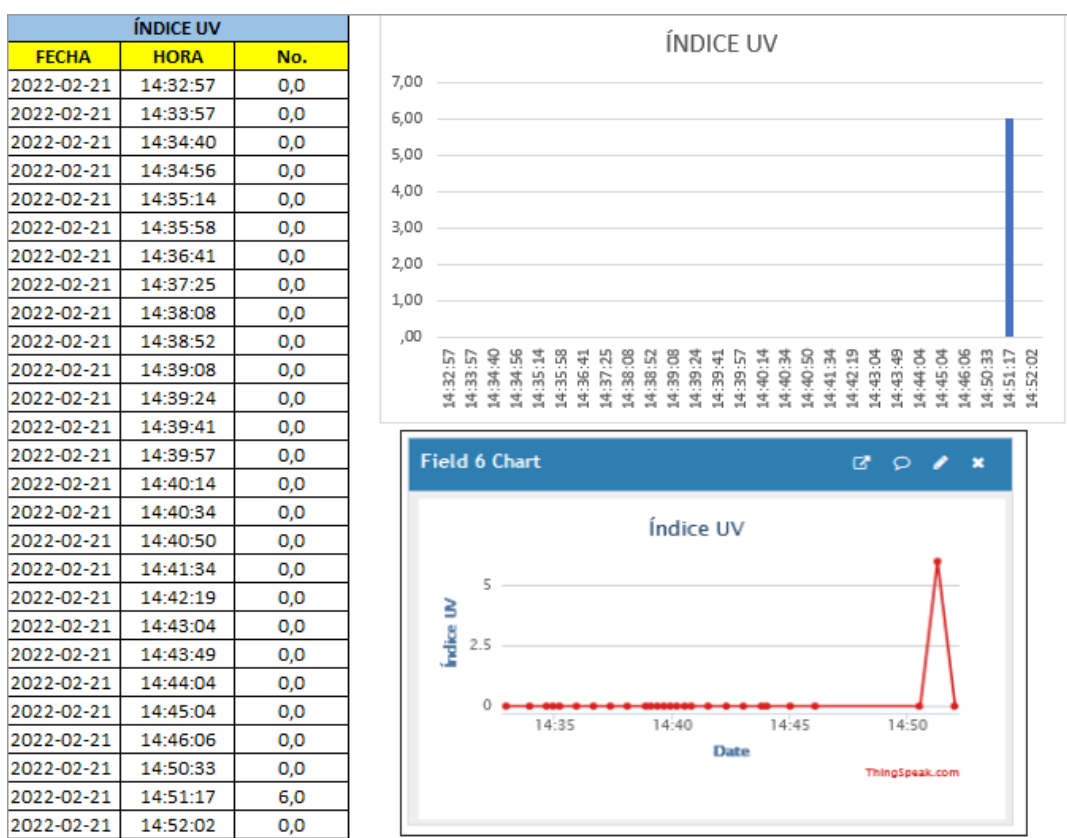 ÍNDICE UV
FECHA HORA No.
2022-02-21 14:32:57 0,0
2022-02-21 14:33:57 0,0
2022-02-21 14:34:40 0,0
2022-02-21 14:34:56 0,0
2022-02-21 14:35:14 0,0
2022-02-21 14:35:58 0,0
2022-02-21 14:36:41 0,0
2022-02-21 14:37:25 0,0
2022-02-21 14:38:08 0,0
2022-02-21 14:38:52 0,0
2022-02-21 14:39:08 0,0
2022-02-21 14:39:24 0,0
2022-02-21 14:39:41 0,0
2022-02-21 14:39:57 0,0
2022-02-21 14:40:14 0,0
2022-02-21 14:40:34 0,0
2022-02-21 14:40:50 0,0
2022-02-21 14:41:34 0,0
2022-02-21 14:42:19 0,0
2022-02-21 14:43:04 0,0
2022-02-21 14:43:49 0,0
2022-02-21 14:44:04 0,0
2022-02-21 14:45:04 0,0
2022-02-21 14:46:06 0,0
2022-02-21 14:50:33 0,0
2022-02-21 14:51:17 6,0
2022-02-21 14:52:02 0,0
ÍNDICE UV
7,00
6,00
5,00
4,00
3,00
2,00
1,00
,00
14:32:57
14:33:57
14:34:40
14:34:56
14:35:14
14:35:58
14:36:41
14:37:25
14:38:08
14:38:52
14:39:08
14:39:24
14:39:41
14:39:57
14:40:14
14:40:34
14:40:50
14:41:34
14:42:19
14:43:04
14:43:49
14:44:04
14:45:04
14:46:06
14:50:33
14:51:17
14:52:02
Field 6 Chart
Índice UV
Índice UV
5
2.5
0
14:35 14:40 14:45 14:50
Date
ThingSpeak.com